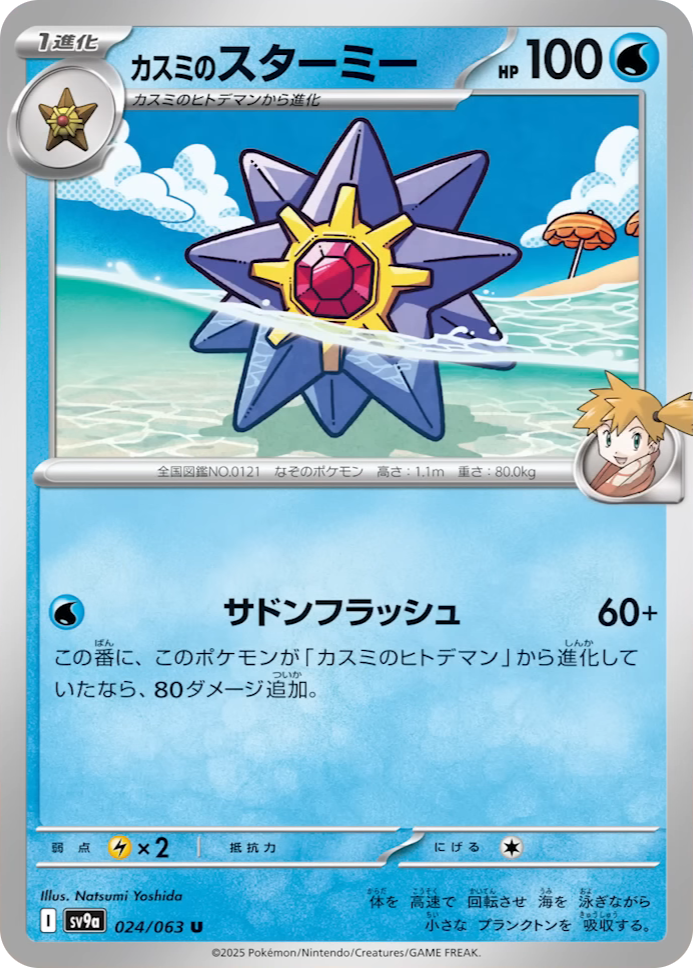 1進化
カスミのスターミー HP 100
カスミのヒトデマンから進化
全国図鑑NO.0121 なぞのポケモン 高さ：1.1m 重さ：80.0kg
サドンフラッシュ 60+
この番に、このポケモンが「カスミのヒトデマン」から進化して
いたなら、80ダメージ追加。
弱点 ×2 抵抗力 にげる
Illus. Natsumi Yoshida
体を 高速で 回転させ 海を 泳ぎながら
小さな プランクトンを 吸収する。
I sv9a 024/063 U
©2025 Pokémon/Nintendo/Creatures/GAME FREAK.